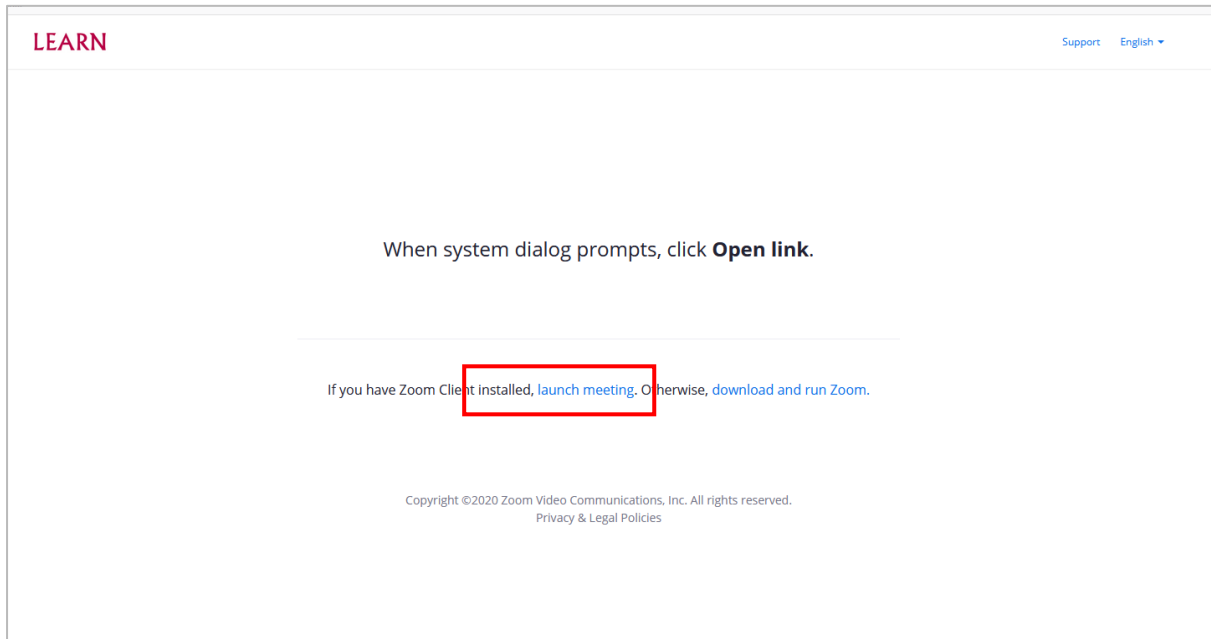 LEARN
Support English
When system dialog prompts, click Open link.
If you have Zoom Client installed, launch meeting. Otherwise, download and run Zoom.
Copyright ©2020 Zoom Video Communications, Inc. All rights reserved.
Privacy & Legal Policies